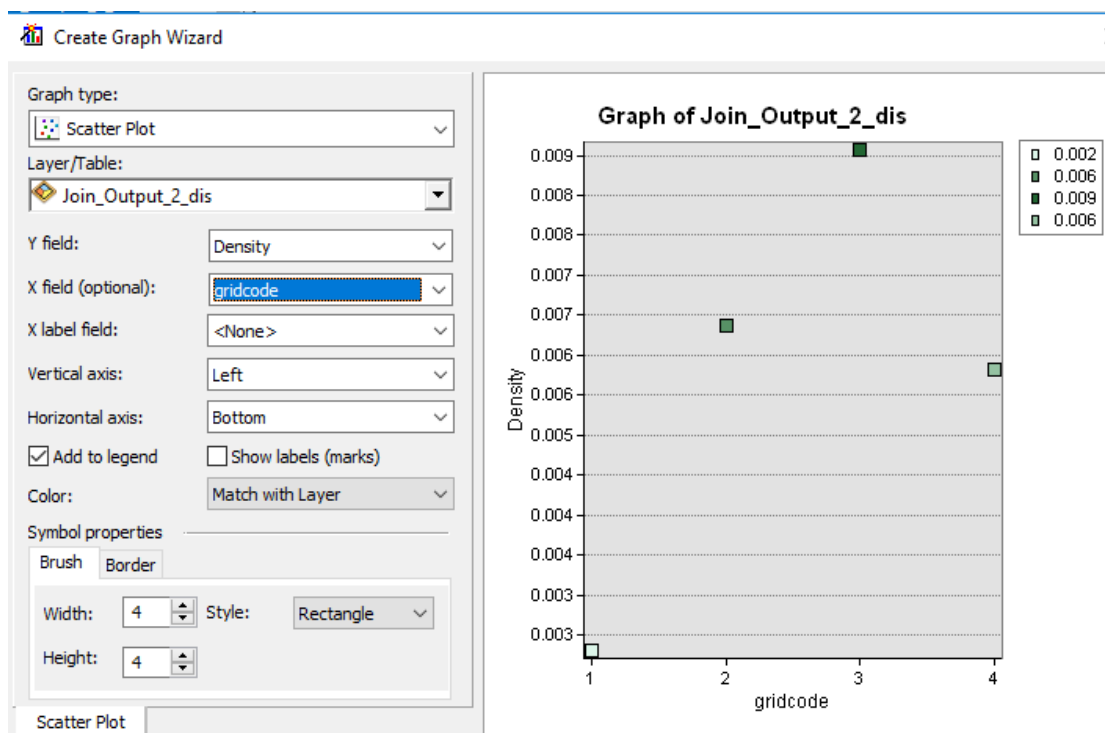 Create Graph Wizard
Graph type:
Scatter Plot
Layer/Table:
Join_Output_2_dis
Y field: Density
X field (optional): gridcode
X label field: <None>
Vertical axis: Left
Horizontal axis: Bottom
Add to legend Show labels (marks)
Color: Match with Layer
Symbol properties
Brush Border
Width: 4 Style: Rectangle
Height: 4
Scatter Plot
Graph of Join_Output_2_dis
0.009
0.008
0.008
0.007
0.007
0.006
0.006
0.005
0.004
0.004
0.004
0.003
0.003
Density
1 2 3 4
gridcode
0.002
0.006
0.009
0.006